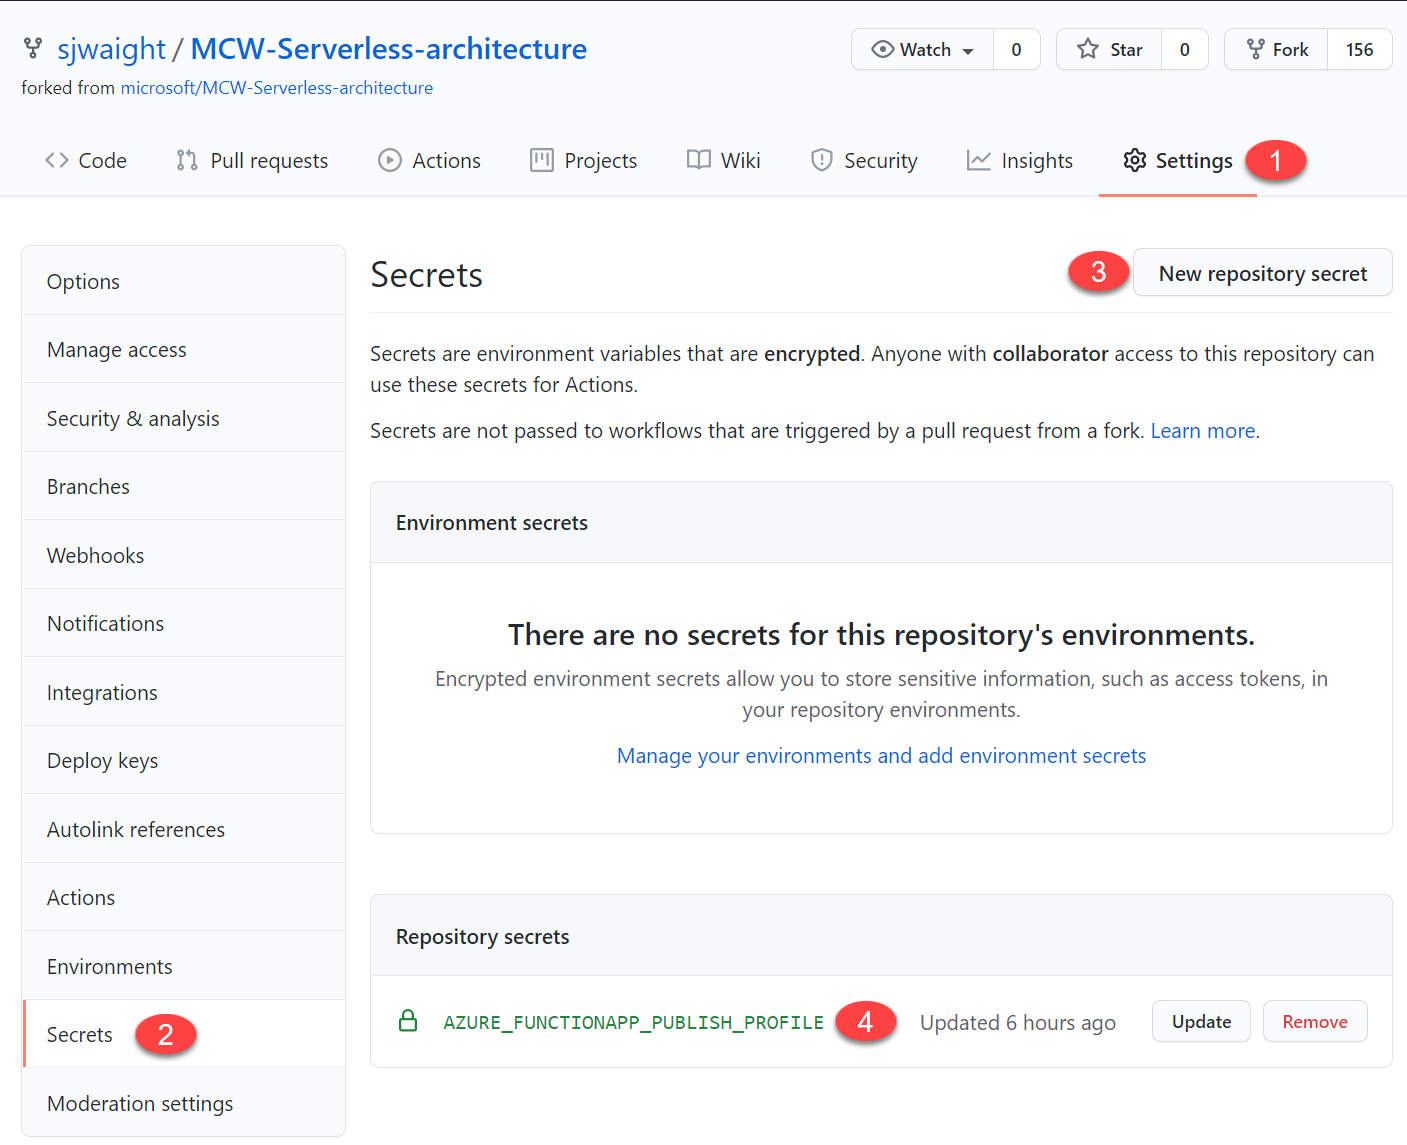 sjwaight / MCW-Serverless-architecture
Watch 0 Star 0 Fork 156
forked from microsoft/MCW-Serverless-architecture
Code Pull requests Actions Projects Wiki Security Insights Settings 1
Options
Manage access
Security & analysis
Branches
Webhooks
Notifications
Integrations
Deploy keys
Autolink references
Actions
Environments
Secrets 2
Moderation settings
Secrets
3 New repository secret
Secrets are environment variables that are encrypted. Anyone with collaborator access to this repository can
use these secrets for Actions.
Secrets are not passed to workflows that are triggered by a pull request from a fork. Learn more.
Environment secrets
There are no secrets for this repository's environments.
Encrypted environment secrets allow you to store sensitive information, such as access tokens, in
your repository environments.
Manage your environments and add environment secrets
Repository secrets
AZURE_FUNCTIONAPP_PUBLISH_PROFILE 4 Updated 6 hours ago Update Remove